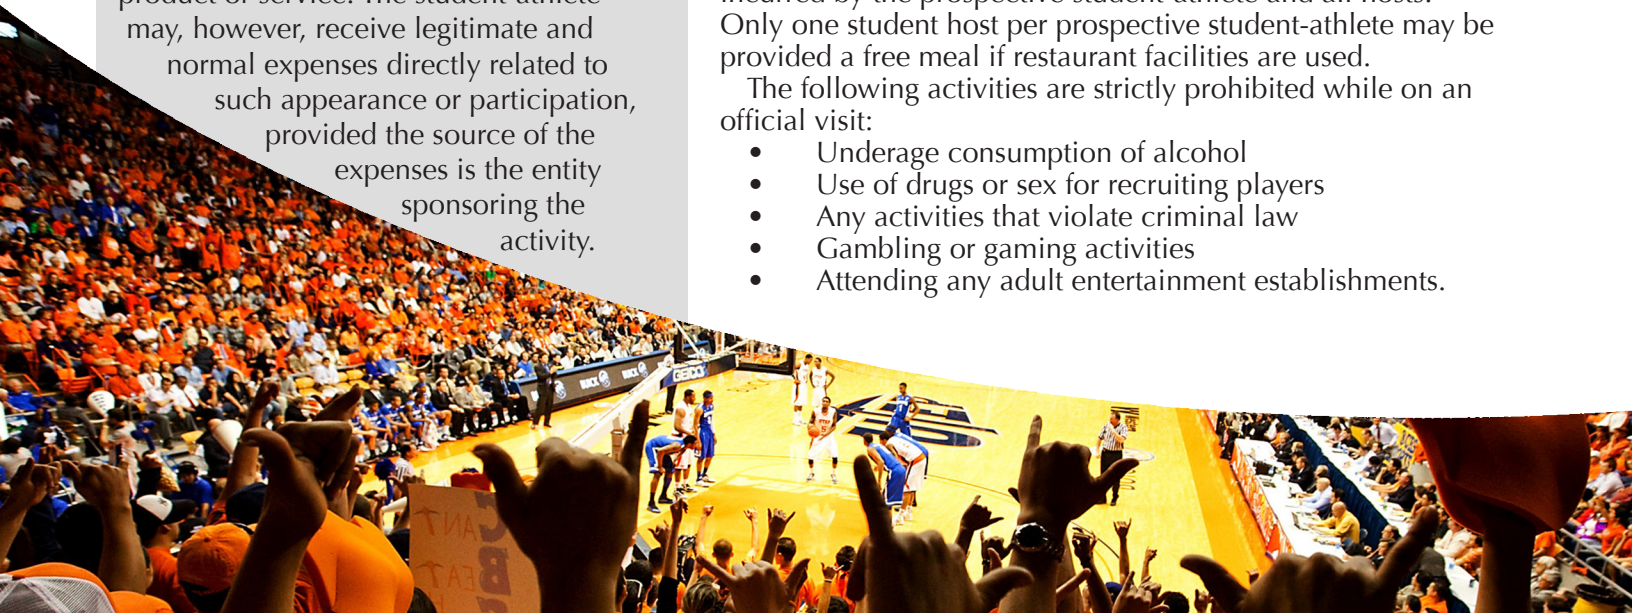 may, however, receive legitimate and
normal expenses directly related to
such appearance or participation,
provided the source of the
expenses is the entity
sponsoring the
activity.
Only one student host per prospective student-athlete may be
provided a free meal if restaurant facilities are used.
The following activities are strictly prohibited while on an
official visit:
• Underage consumption of alcohol
• Use of drugs or sex for recruiting players
• Any activities that violate criminal law
• Gambling or gaming activities
• Attending any adult entertainment establishments.
BUICK BUICK
GEICO